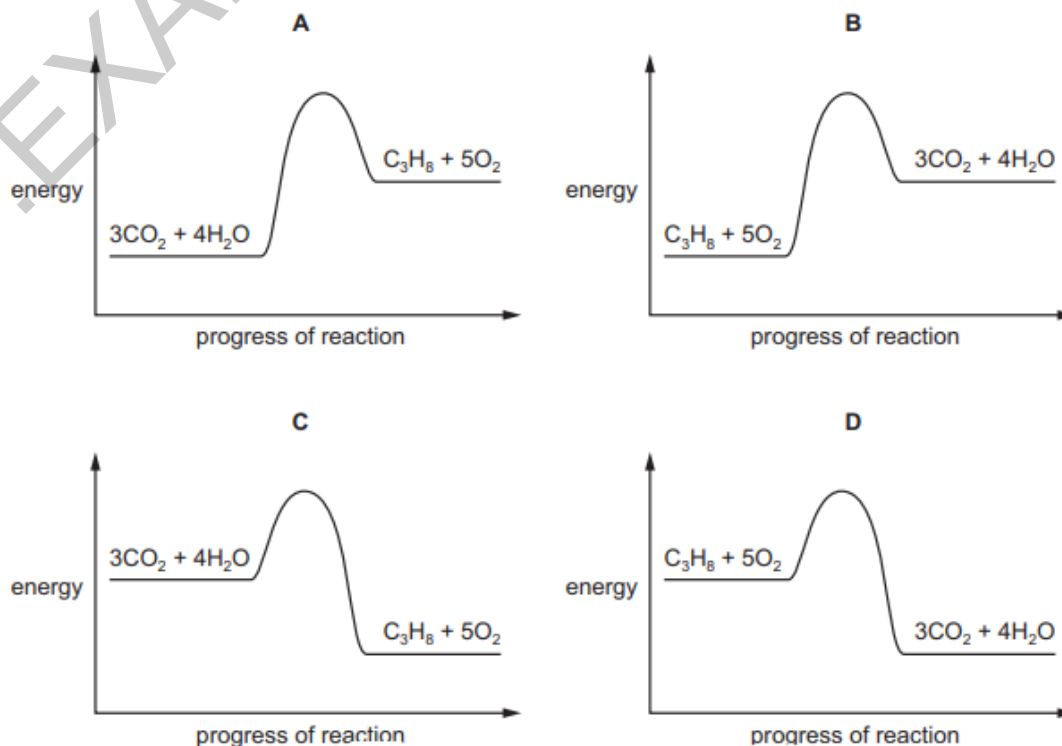 .EXA
A
energy
3CO₂ + 4H₂O
C₃H₈ + 5O₂
progress of reaction
B
energy
C₃H₈ + 5O₂
3CO₂ + 4H₂O
progress of reaction
C
energy
3CO₂ + 4H₂O
C₃H₈ + 5O₂
progress of reaction
D
energy
C₃H₈ + 5O₂
3CO₂ + 4H₂O
progress of reaction